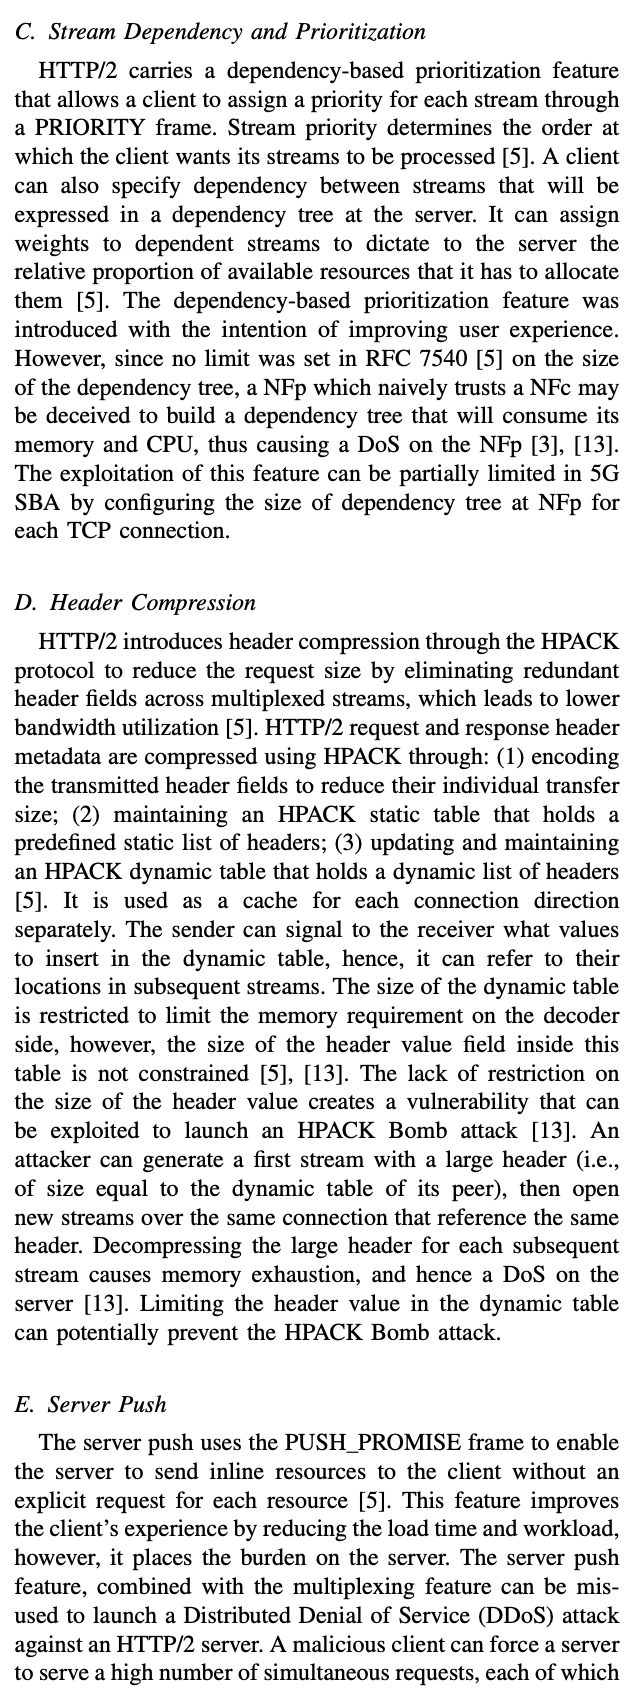 C. Stream Dependency and Prioritization
HTTP/2 carries a dependency-based prioritization feature
that allows a client to assign a priority for each stream through
a PRIORITY frame. Stream priority determines the order at
which the client wants its streams to be processed [5]. A client
can also specify dependency between streams that will be
expressed in a dependency tree at the server. It can assign
weights to dependent streams to dictate to the server the
relative proportion of available resources that it has to allocate
them [5]. The dependency-based prioritization feature was
introduced with the intention of improving user experience.
However, since no limit was set in RFC 7540 [5] on the size
of the dependency tree, a NFp which naively trusts a NFc may
be deceived to build a dependency tree that will consume its
memory and CPU, thus causing a DoS on the NFp [3], [13].
The exploitation of this feature can be partially limited in 5G
SBA by configuring the size of dependency tree at NFp for
each TCP connection.
D. Header Compression
HTTP/2 introduces header compression through the HPACK
protocol to reduce the request size by eliminating redundant
header fields across multiplexed streams, which leads to lower
bandwidth utilization [5]. HTTP/2 request and response header
metadata are compressed using HPACK through: (1) encoding
the transmitted header fields to reduce their individual transfer
size; (2) maintaining an HPACK static table that holds a
predefined static list of headers; (3) updating and maintaining
an HPACK dynamic table that holds a dynamic list of headers
[5]. It is used as a cache for each connection direction
separately. The sender can signal to the receiver what values
to insert in the dynamic table, hence, it can refer to their
locations in subsequent streams. The size of the dynamic table
is restricted to limit the memory requirement on the decoder
side, however, the size of the header value field inside this
table is not constrained [5], [13]. The lack of restriction on
the size of the header value creates a vulnerability that can
be exploited to launch an HPACK Bomb attack [13]. An
attacker can generate a first stream with a large header (i.e.,
of size equal to the dynamic table of its peer), then open
new streams over the same connection that reference the same
header. Decompressing the large header for each subsequent
stream causes memory exhaustion, and hence a DoS on the
server [13]. Limiting the header value in the dynamic table
can potentially prevent the HPACK Bomb attack.
E. Server Push
The server push uses the PUSH_PROMISE frame to enable
the server to send inline resources to the client without an
explicit request for each resource [5]. This feature improves
the client's experience by reducing the load time and workload,
however, it places the burden on the server. The server push
feature, combined with the multiplexing feature can be mis-
used to launch a Distributed Denial of Service (DDoS) attack
against an HTTP/2 server. A malicious client can force a server
to serve a high number of simultaneous requests, each of which